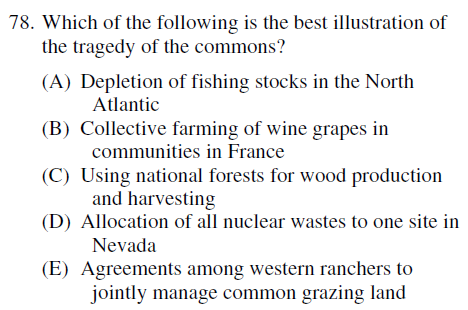 78. Which of the following is the best illustration of
the tragedy of the commons?
(A) Depletion of fishing stocks in the North
Atlantic
(B) Collective farming of wine grapes in
communities in France
(C) Using national forests for wood production
and harvesting
(D) Allocation of all nuclear wastes to one site in
Nevada
(E) Agreements among western ranchers to
jointly manage common grazing land